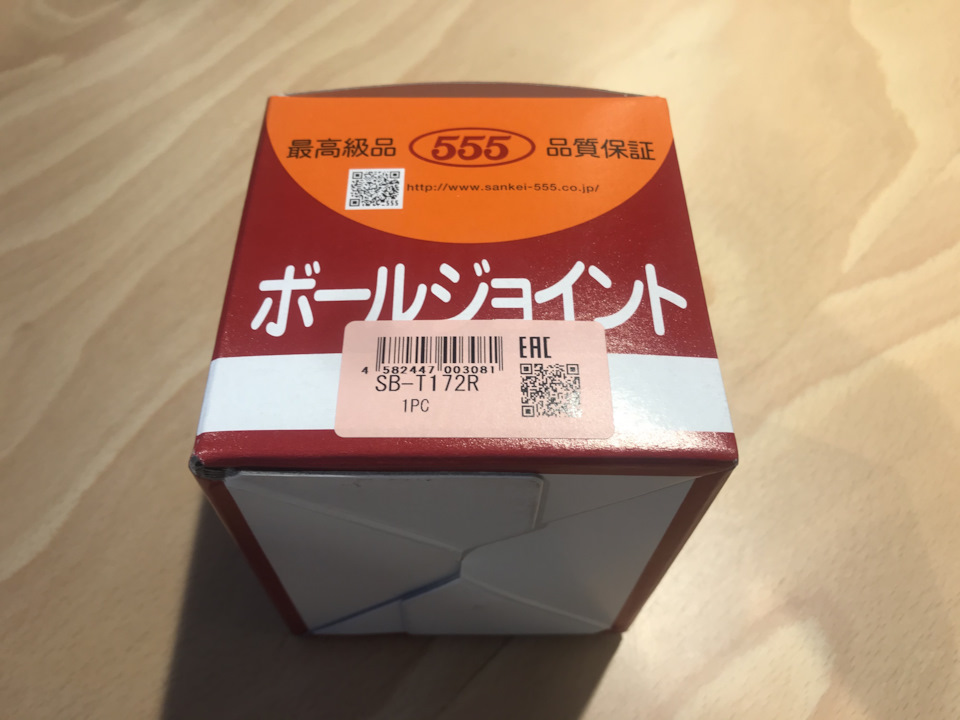 最高級品 555 品質保証
http://www.sankei-555.co.jp/
ボールジョイント
EAC
4 582447 003081
SB-T172R
1PC